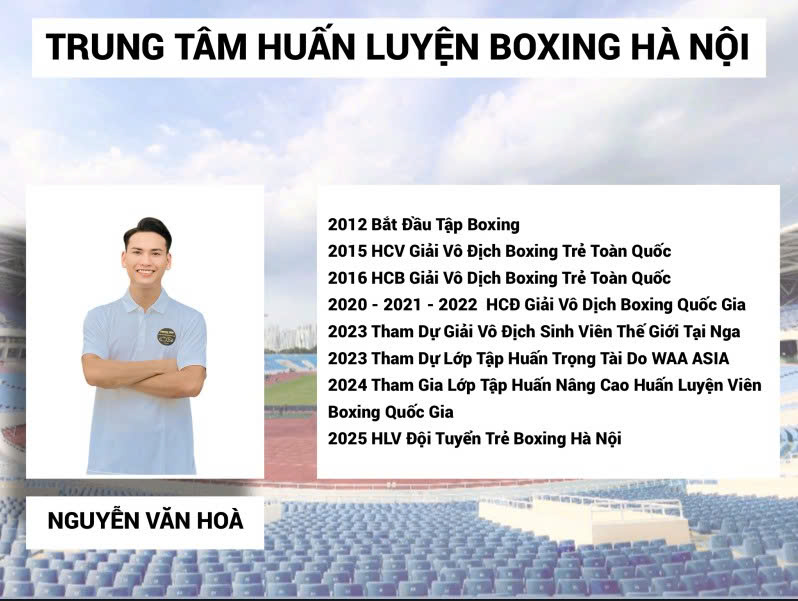 TRUNG TÂM HUẤN LUYỆN BOXING HÀ NỘI
2012 Bắt Đầu Tập Boxing
2015 HCV Giải Vô Địch Boxing Trẻ Toàn Quốc
2016 HCB Giải Vô Dịch Boxing Trẻ Toàn Quốc
2020 - 2021 - 2022 HCĐ Giải Vô Dịch Boxing Quốc Gia
2023 Tham Dự Giải Vô Địch Sinh Viên Thế Giới Tại Nga
2023 Tham Dự Lớp Tập Huấn Trọng Tài Do WAA ASIA
2024 Tham Gia Lớp Tập Huấn Nâng Cao Huấn Luyện Viên
Boxing Quốc Gia
2025 HLV Đội Tuyển Trẻ Boxing Hà Nội
NGUYỄN VĂN HOÀ